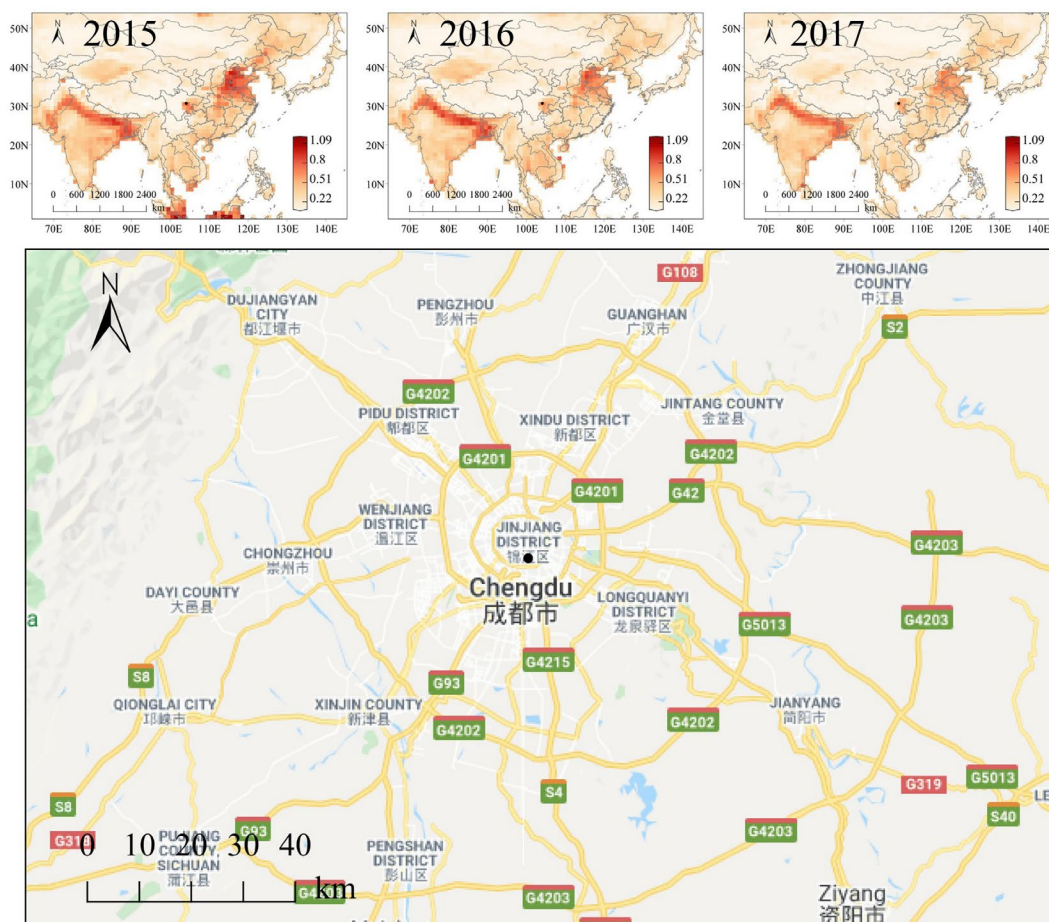 50N
40N
30N
20N
10N
N
2015
1.09
0.8
0.51
0.22
0 600 1200 1800 2400
km
70E 80E 90E 100E 110E 120E 130E 140E
50N
40N
30N
20N
10N
N
2016
1.09
0.8
0.51
0.22
0 600 1200 1800 2400
km
70E 80E 90E 100E 110E 120E 130E 140E
50N
40N
30N
20N
10N
N
2017
1.09
0.8
0.51
0.22
0 600 1200 1800 2400
km
70E 80E 90E 100E 110E 120E 130E 140E
N
G108
ZHONGJIANG
COUNTY
中江县
DUJIANGYAN
CITY
都江堰市
PENGZHOU
彭州市
GUANGHAN
广汉市
S2
G4202
PIDU DISTRICT
郫都区
XINDU DISTRICT
新都区
JINTANG COUNTY
金堂县
G4201
G4202
G4201
G42
WENJIANG
DISTRICT
温江区
JINJIANG
DISTRICT
锦江区
G4203
CHONGZHOU
崇州市
DAYI COUNTY
大邑县
Chengdu
成都市
LONGQUANYI
DISTRICT
龙泉驿区
a
G5013
G4203
G4215
S8
G93
QIONGLAI CITY
邛崃市
XINJIN COUNTY
新津县
G4202
G4202
JIANYANG
简阳市
G5013
G319
S4
S8
LE
S40
G318
G93
G4203
PUJIANG
COUNTY,
SICHUAN
蒲江县
PENGSHAN
DISTRICT
彭山区
0 10 20 30 40
km
G4203
Ziyang
资阳市